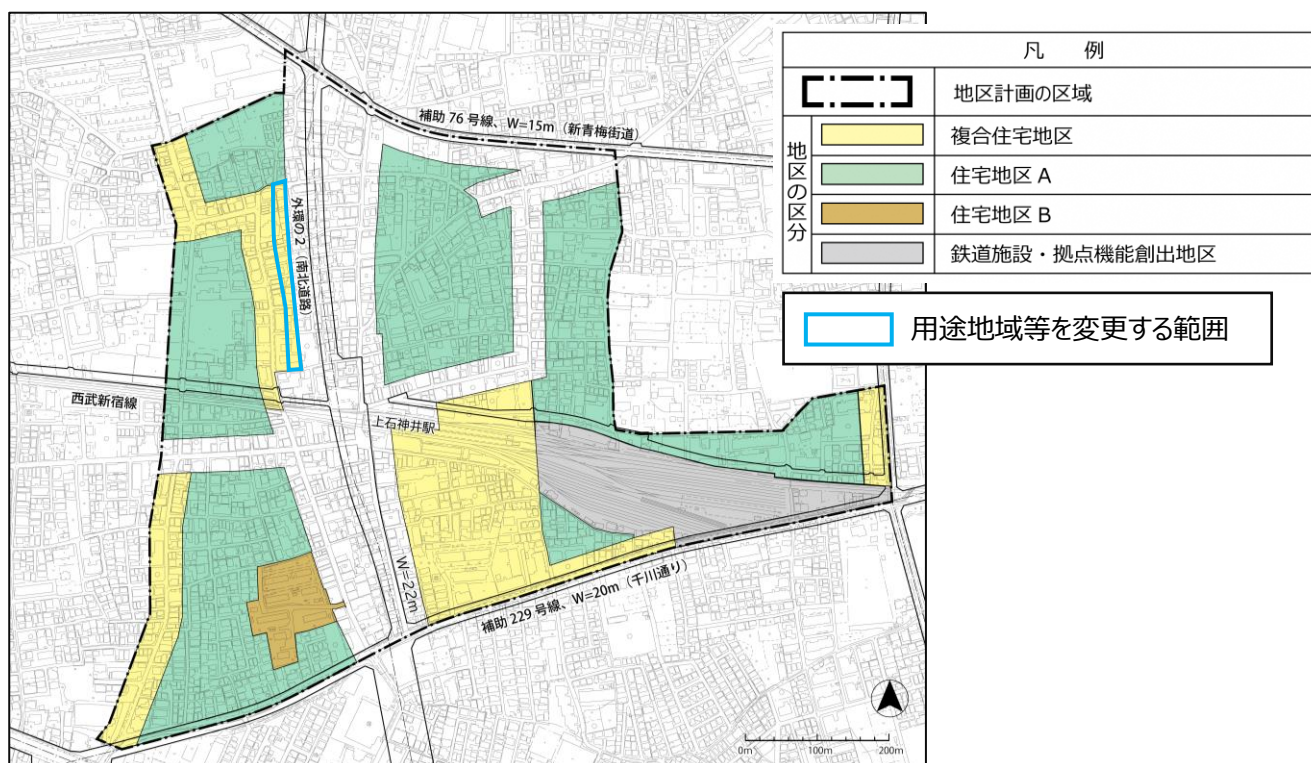 補助 76 号線、W=15m（新青梅街道）
外環の2（南北道路）
西武新宿線
上石神井駅
W=22m
補助 229 号線、W=20m（千川通り）
0m 100m 200m
凡 例
地区計画の区域
地区の区分
複合住宅地区
住宅地区 A
住宅地区 B
鉄道施設・拠点機能創出地区
用途地域等を変更する範囲